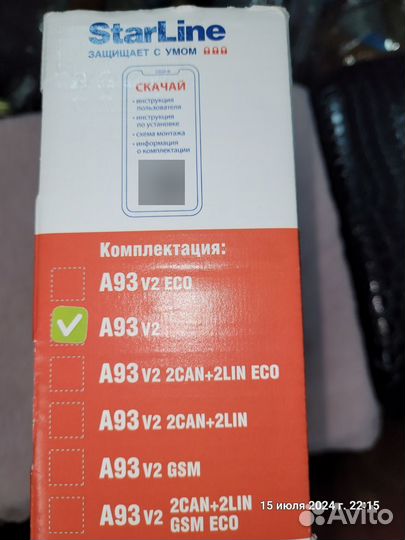 StarLine
ЗАЩИЩАЕТ С УМОМ
СКАЧАЙ
• инструкция
пользователя
• инструкция
по установке
• схема монтажа
• информация
о комплектации
Комплектация:
A93 V2 ECO
A93 V2
A93 V2 2CAN+2LIN ECO
A93 V2 2CAN+2LIN
A93 V2 GSM
A93 V2 2CAN+2LIN
GSM ECO
15 июля 2024 г. 22:15
Avito